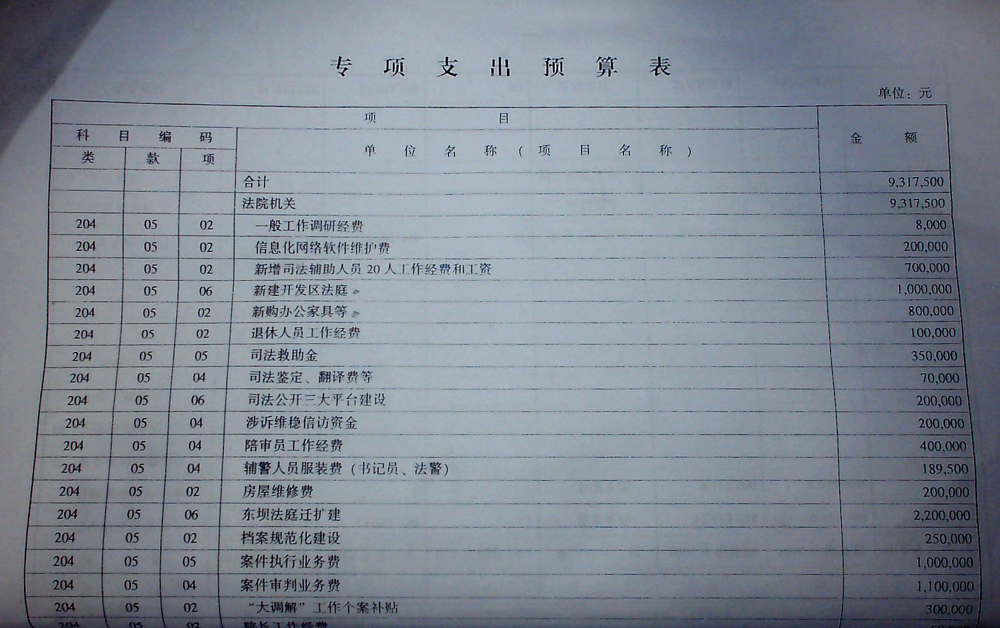 专项支出预算表
单位：元
项目 金额
科目编码 单位名称(项目名称)
类 款 项
合计 9,317,500
法院机关 9,317,500
204 05 02 一般工作调研经费 8,000
204 05 02 信息化网络软件维护费 200,000
204 05 02 新增司法辅助人员20人工作经费和工资 700,000
204 05 06 新建开发区法庭 1,000,000
204 05 02 新购办公家具等 800,000
204 05 02 退休人员工作经费 100,000
204 05 05 司法救助金 350,000
204 05 04 司法鉴定、翻译费等 70,000
204 05 06 司法公开三大平台建设 200,000
204 05 04 涉诉维稳信访资金 200,000
204 05 04 陪审员工作经费 400,000
204 05 04 辅警人员服装费（书记员、法警） 189,500
204 05 02 房屋维修费 200,000
204 05 06 东坝法庭迁扩建 2,200,000
204 05 02 档案规范化建设 250,000
204 05 05 案件执行业务费 1,000,000
204 05 04 案件审判业务费 1,100,000
204 05 02 “大调解”工作个案补贴 300,000
204 05 02 院长工作经费